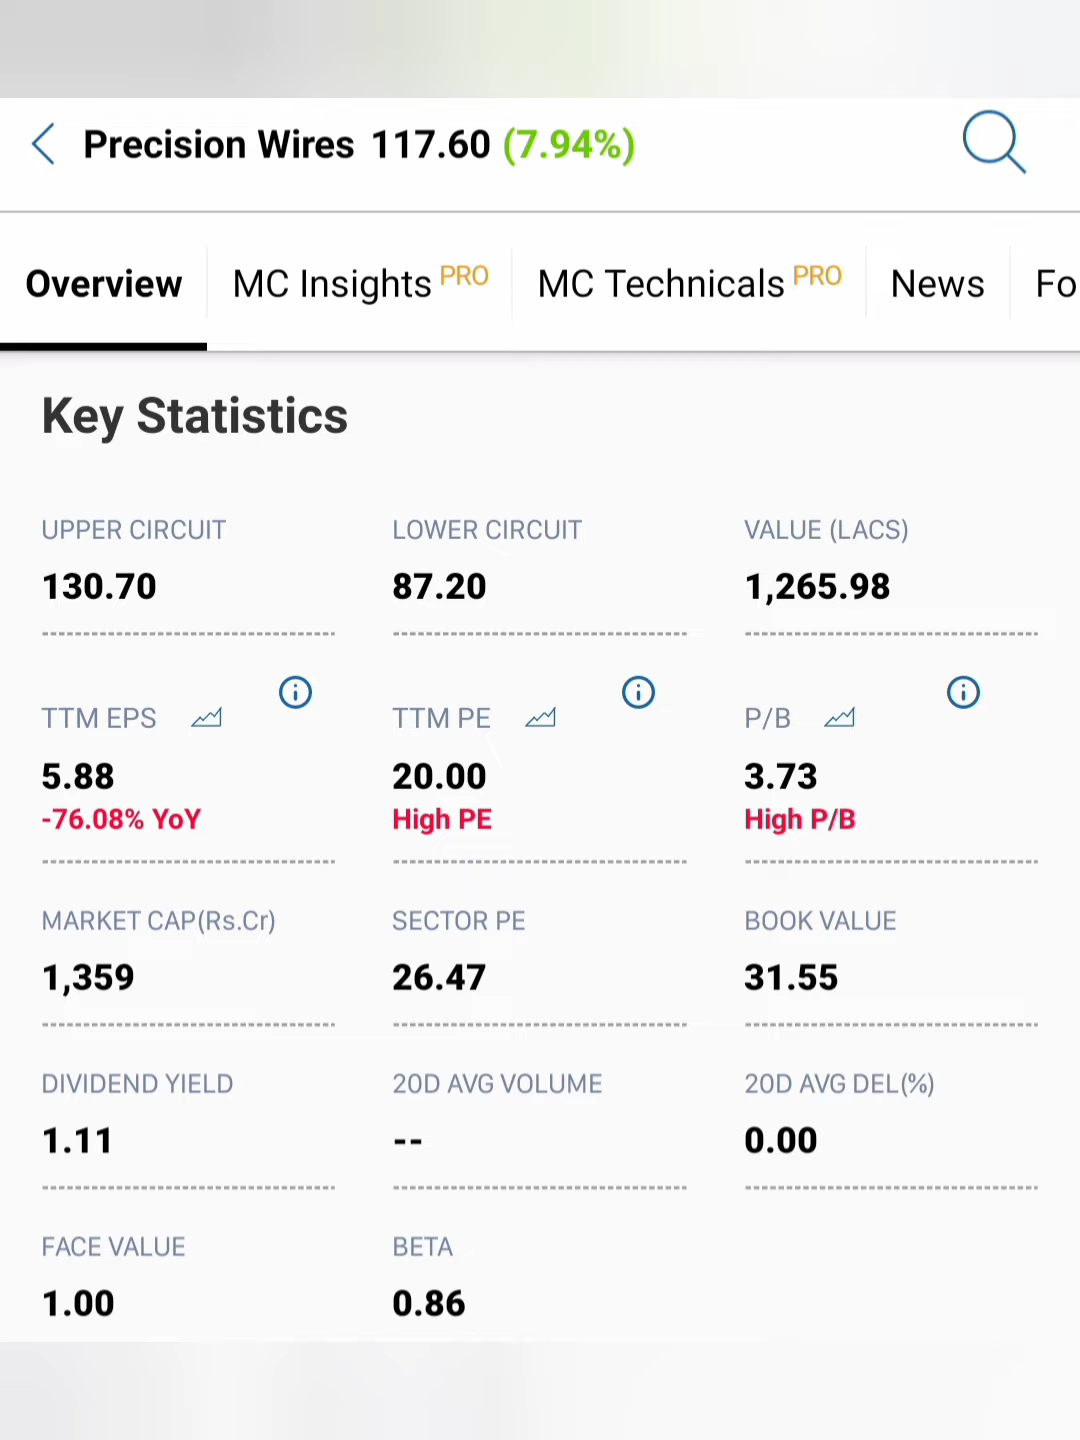 Precision Wires 117.60 (7.94%)
Overview MC Insights PRO MC Technicals PRO News Fo
Key Statistics
UPPER CIRCUIT LOWER CIRCUIT VALUE (LACS)
130.70 87.20 1,265.98
TTM EPS TTM PE P/B
5.88 20.00 3.73
-76.08% YoY High PE High P/B
MARKET CAP(Rs.Cr) SECTOR PE BOOK VALUE
1,359 26.47 31.55
DIVIDEND YIELD 20D AVG VOLUME 20D AVG DEL(%)
1.11 -- 0.00
FACE VALUE BETA
1.00 0.86